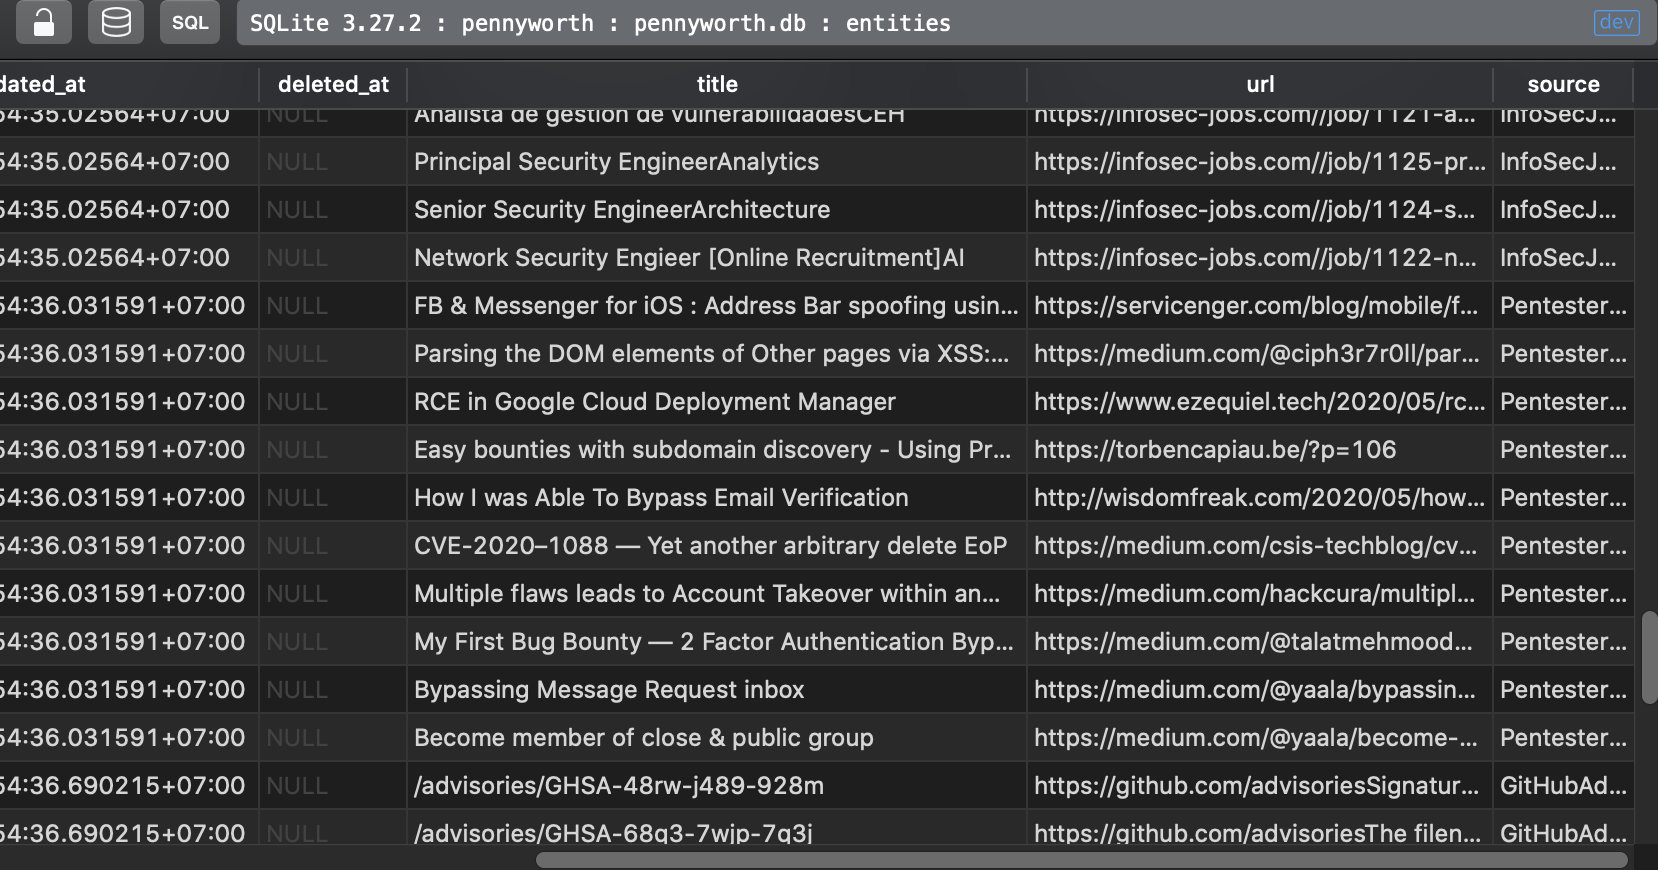 SQL SQLite 3.27.2 : pennyworth : pennyworth.db : entities dev
dated_at deleted_at title url source
54:35.02564+07:00 NULL Analista de gestion de vulnerabilidadesCEH https://infosec-jobs.com//job/1121-a... InfoSecJ...
54:35.02564+07:00 NULL Principal Security EngineerAnalytics https://infosec-jobs.com//job/1125-pr... InfoSecJ...
54:35.02564+07:00 NULL Senior Security EngineerArchitecture https://infosec-jobs.com//job/1124-s... InfoSecJ...
54:35.02564+07:00 NULL Network Security Engieer [Online Recruitment]AI https://infosec-jobs.com//job/1122-n... InfoSecJ...
54:36.031591+07:00 NULL FB & Messenger for iOS : Address Bar spoofing usin... https://servicenger.com/blog/mobile/f... Pentester...
54:36.031591+07:00 NULL Parsing the DOM elements of Other pages via XSS:... https://medium.com/@ciph3r7r0ll/par... Pentester...
54:36.031591+07:00 NULL RCE in Google Cloud Deployment Manager https://www.ezequiel.tech/2020/05/rc... Pentester...
54:36.031591+07:00 NULL Easy bounties with subdomain discovery - Using Pr... https://torbencapiau.be/?p=106 Pentester...
54:36.031591+07:00 NULL How I was Able To Bypass Email Verification http://wisdomfreak.com/2020/05/how... Pentester...
54:36.031591+07:00 NULL CVE-2020–1088 — Yet another arbitrary delete EoP https://medium.com/csis-techblog/cv... Pentester...
54:36.031591+07:00 NULL Multiple flaws leads to Account Takeover within an... https://medium.com/hackcura/multipl... Pentester...
54:36.031591+07:00 NULL My First Bug Bounty — 2 Factor Authentication Byp... https://medium.com/@talatmehmood... Pentester...
54:36.031591+07:00 NULL Bypassing Message Request inbox https://medium.com/@yaala/bypassin... Pentester...
54:36.031591+07:00 NULL Become member of close & public group https://medium.com/@yaala/become-... Pentester...
54:36.690215+07:00 NULL /advisories/GHSA-48rw-j489-928m https://github.com/advisoriesSignatur... GitHubAd...
54:36.690215+07:00 NULL /advisories/GHSA-68q3-7wjp-7q3j https://github.com/advisoriesThe filen... GitHubAd...